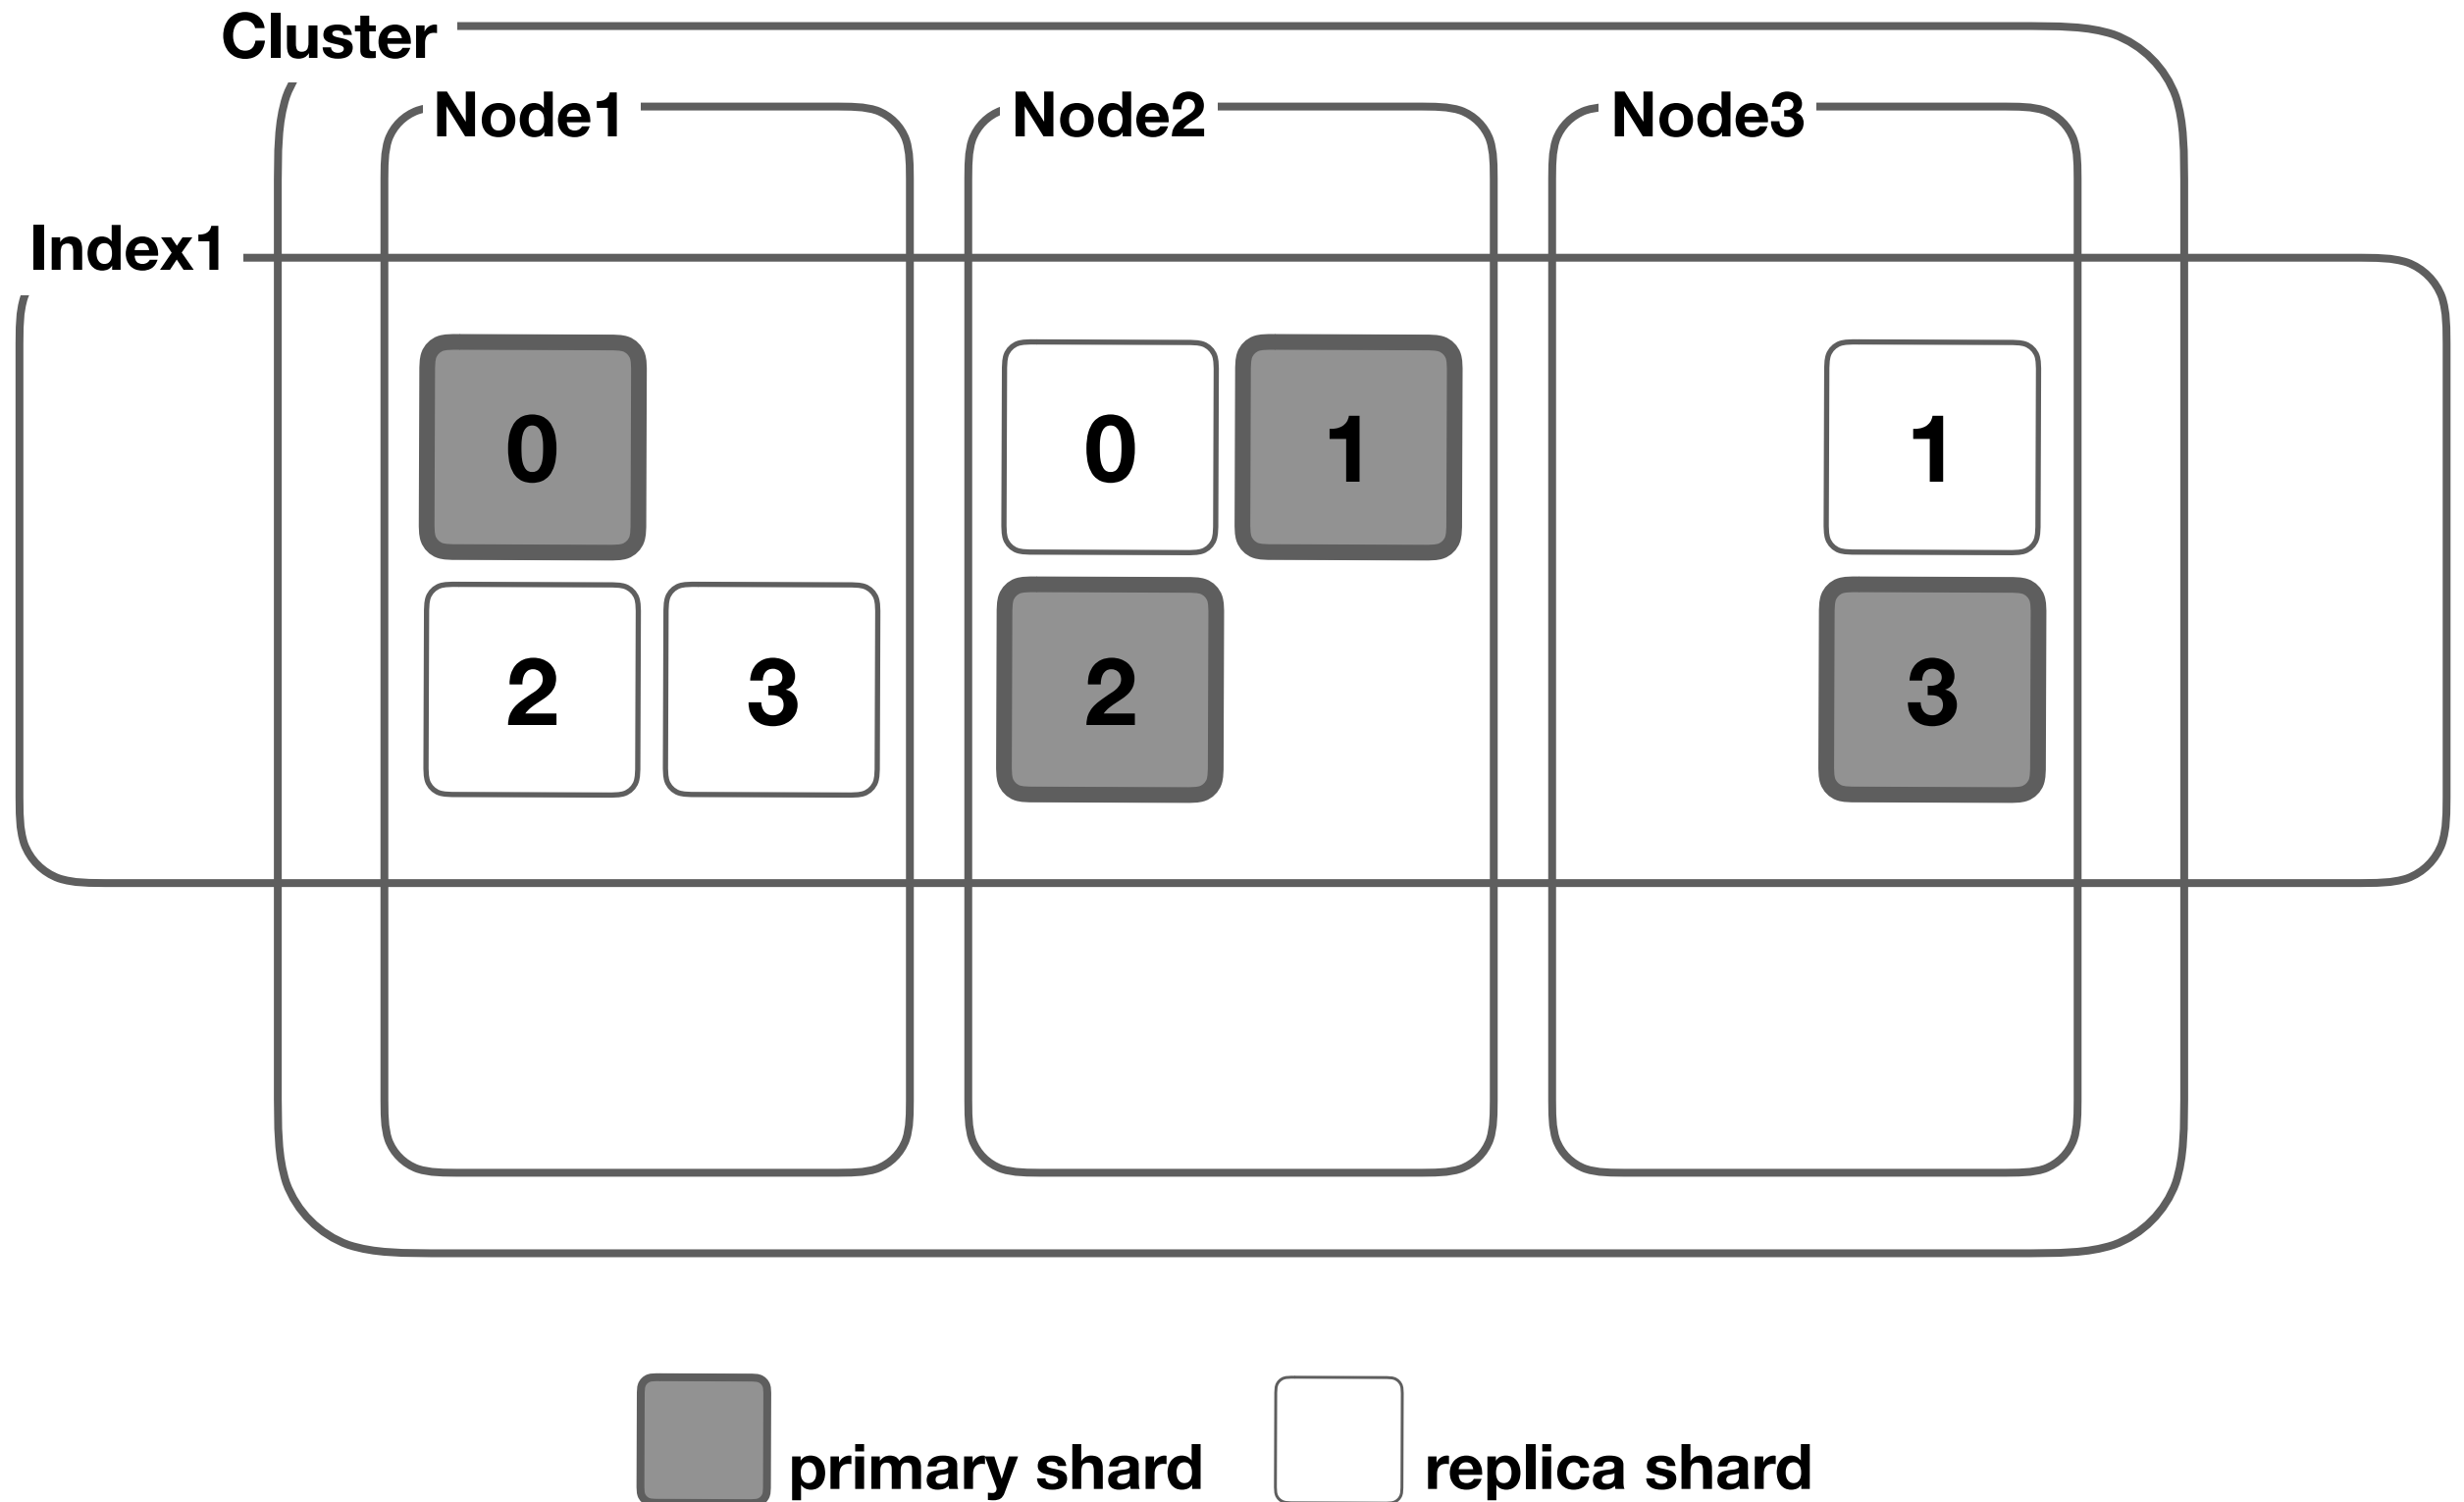 Cluster
Node1 Node2 Node3
Index1
0 0 1 1
2 3 2 3
primary shard replica shard